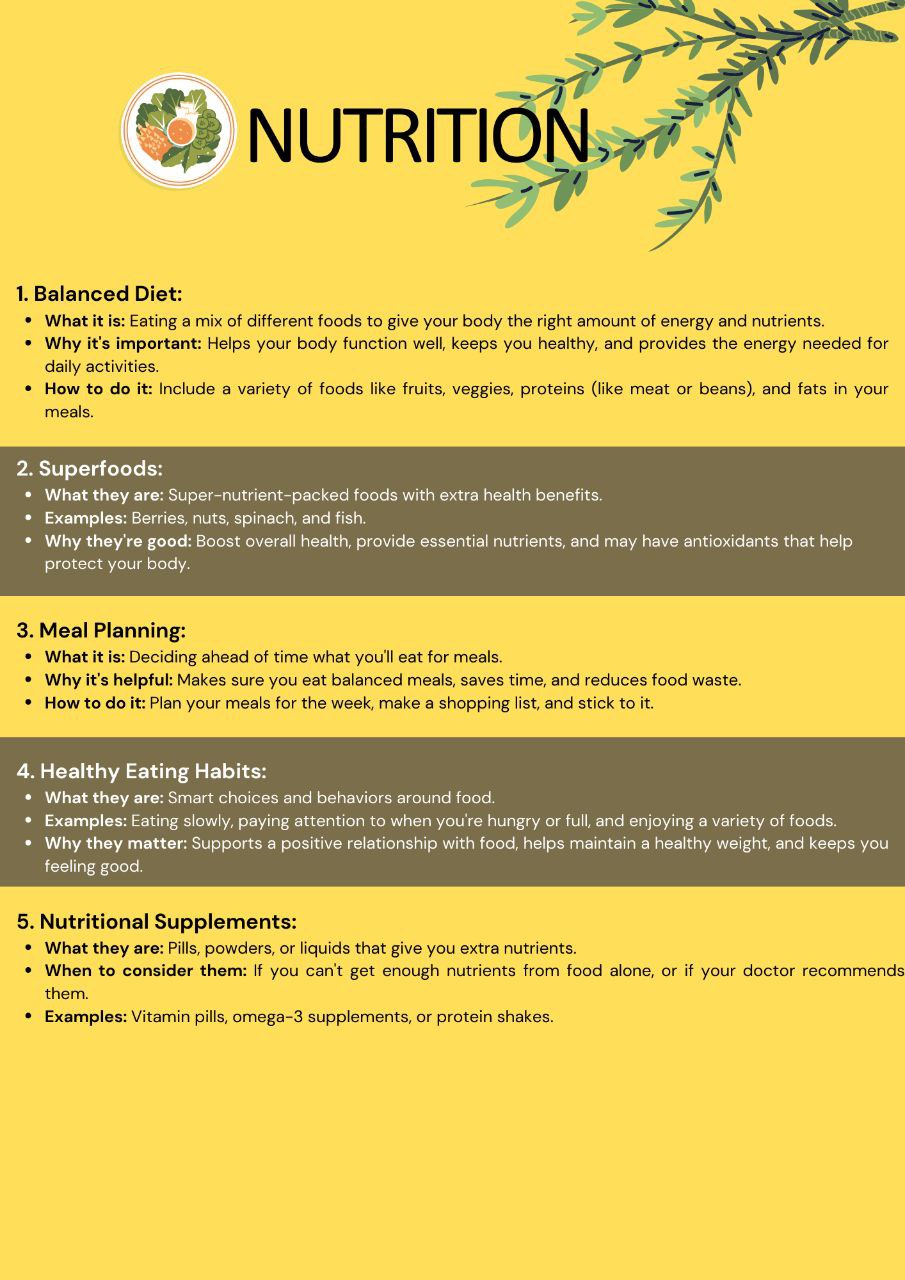 NUTRITION
1. Balanced Diet:
• What it is: Eating a mix of different foods to give your body the right amount of energy and nutrients.
• Why it's important: Helps your body function well, keeps you healthy, and provides the energy needed for
daily activities.
• How to do it: Include a variety of foods like fruits, veggies, proteins (like meat or beans), and fats in your
meals.
2. Superfoods:
• What they are: Super-nutrient-packed foods with extra health benefits.
• Examples: Berries, nuts, spinach, and fish.
• Why they're good: Boost overall health, provide essential nutrients, and may have antioxidants that help
protect your body.
3. Meal Planning:
• What it is: Deciding ahead of time what you'll eat for meals.
• Why it's helpful: Makes sure you eat balanced meals, saves time, and reduces food waste.
• How to do it: Plan your meals for the week, make a shopping list, and stick to it.
4. Healthy Eating Habits:
• What they are: Smart choices and behaviors around food.
• Examples: Eating slowly, paying attention to when you're hungry or full, and enjoying a variety of foods.
• Why they matter: Supports a positive relationship with food, helps maintain a healthy weight, and keeps you
feeling good.
5. Nutritional Supplements:
• What they are: Pills, powders, or liquids that give you extra nutrients.
• When to consider them: If you can't get enough nutrients from food alone, or if your doctor recommends
them.
• Examples: Vitamin pills, omega-3 supplements, or protein shakes.